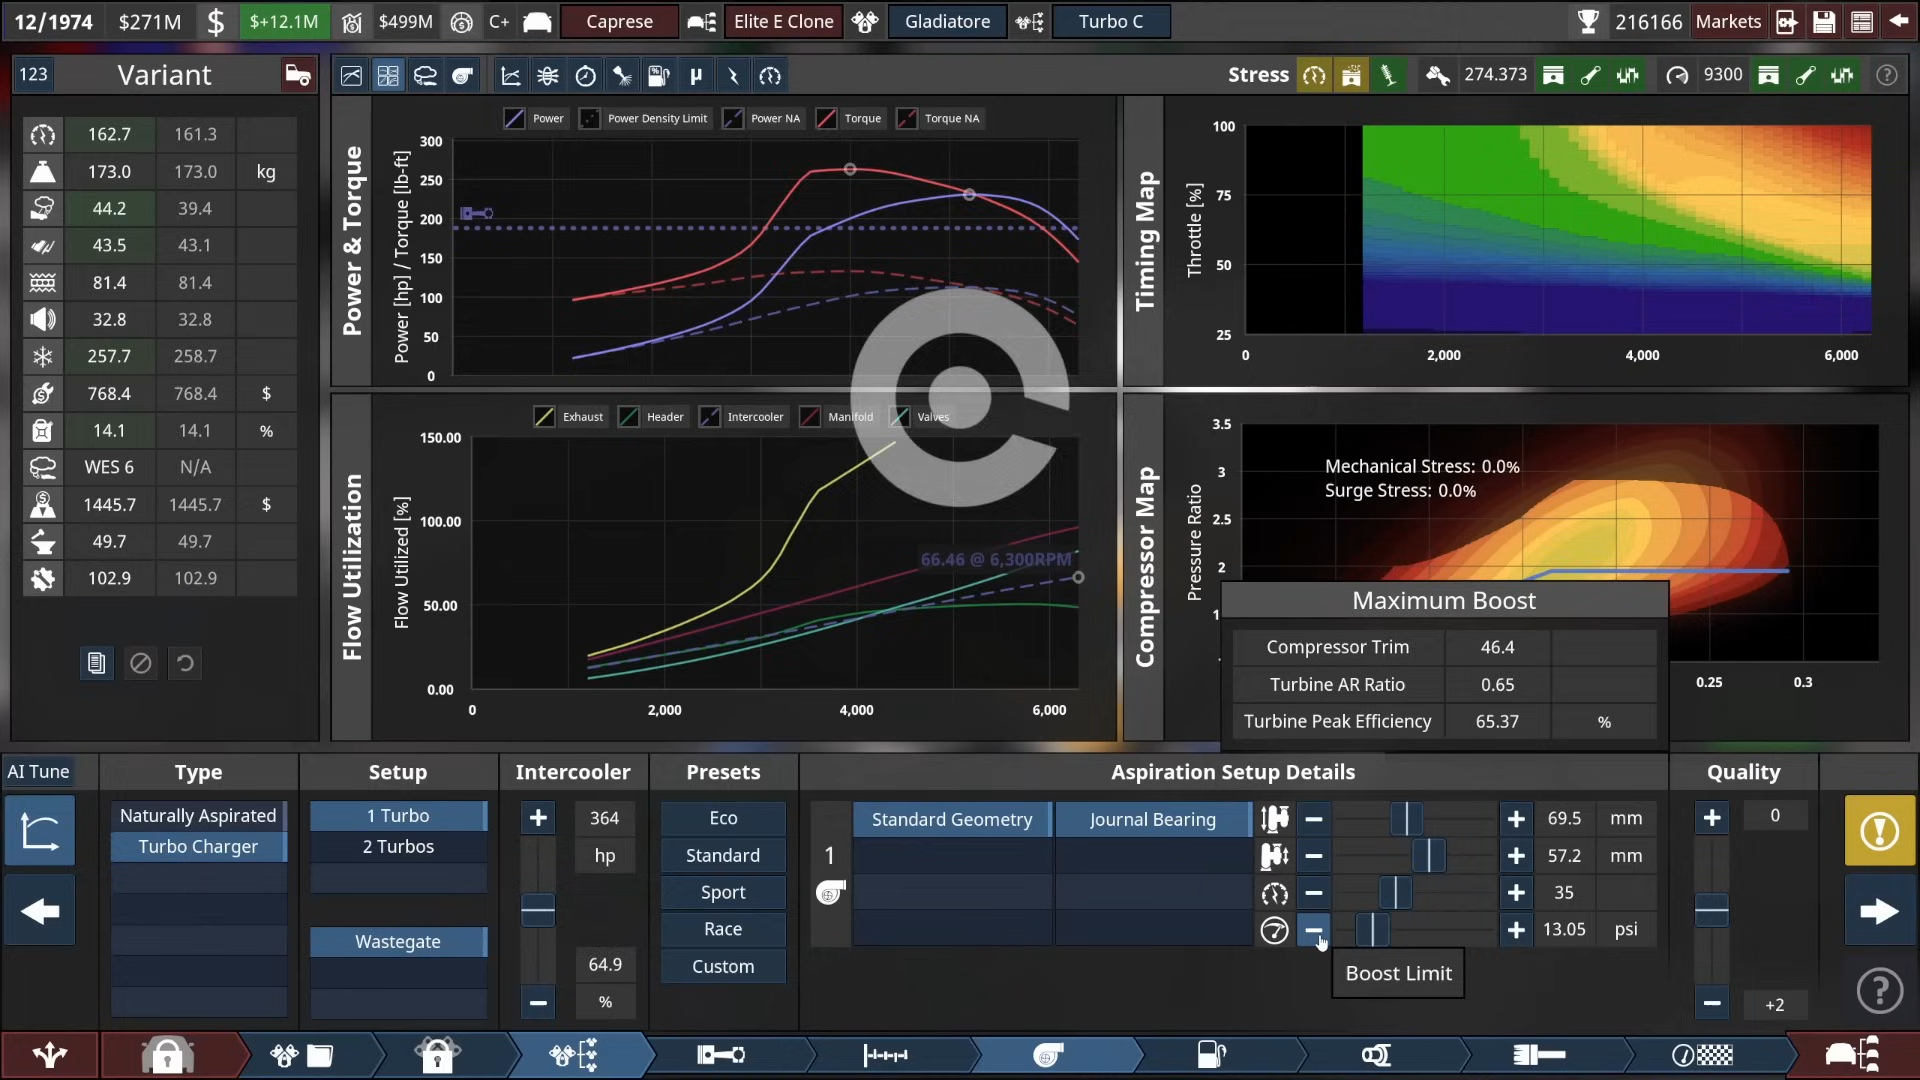 12/1974
$271M
$+12.1M
$499M
C+
Caprese
Elite E Clone
Gladiatore
Turbo C
216166
Markets
123
Variant
Stress
274.373
9300
162.7 161.3
173.0 173.0 kg
44.2 39.4
43.5 43.1
81.4 81.4
32.8 32.8
257.7 258.7
768.4 768.4 $
14.1 14.1 %
WES 6 N/A
1445.7 1445.7 $
49.7 49.7
102.9 102.9
Power & Torque
Power Power Density Limit Power NA Torque Torque NA
Power [hp] / Torque [lb-ft]
300
250
200
150
100
50
0
Timing Map
Throttle [%]
100
75
50
25
0 2,000 4,000 6,000
Flow Utilization
Exhaust Header Intercooler Manifold Valves
Flow Utilized [%]
150.00
100.00
50.00
0.00
66.46 @ 6,300RPM
0 2,000 4,000 6,000
Compressor Map
Pressure Ratio
3.5
3
2.5
2
Mechanical Stress: 0.0%
Surge Stress: 0.0%
0.25 0.3
Maximum Boost
Compressor Trim 46.4
Turbine AR Ratio 0.65
Turbine Peak Efficiency 65.37 %
AI Tune
Type
Naturally Aspirated
Turbo Charger
Setup
1 Turbo
2 Turbos
Wastegate
Intercooler
364
hp
64.9
%
Presets
Eco
Standard
Sport
Race
Custom
Aspiration Setup Details
1
Standard Geometry
Journal Bearing
69.5 mm
57.2 mm
35
13.05 psi
Boost Limit
Quality
0
+2